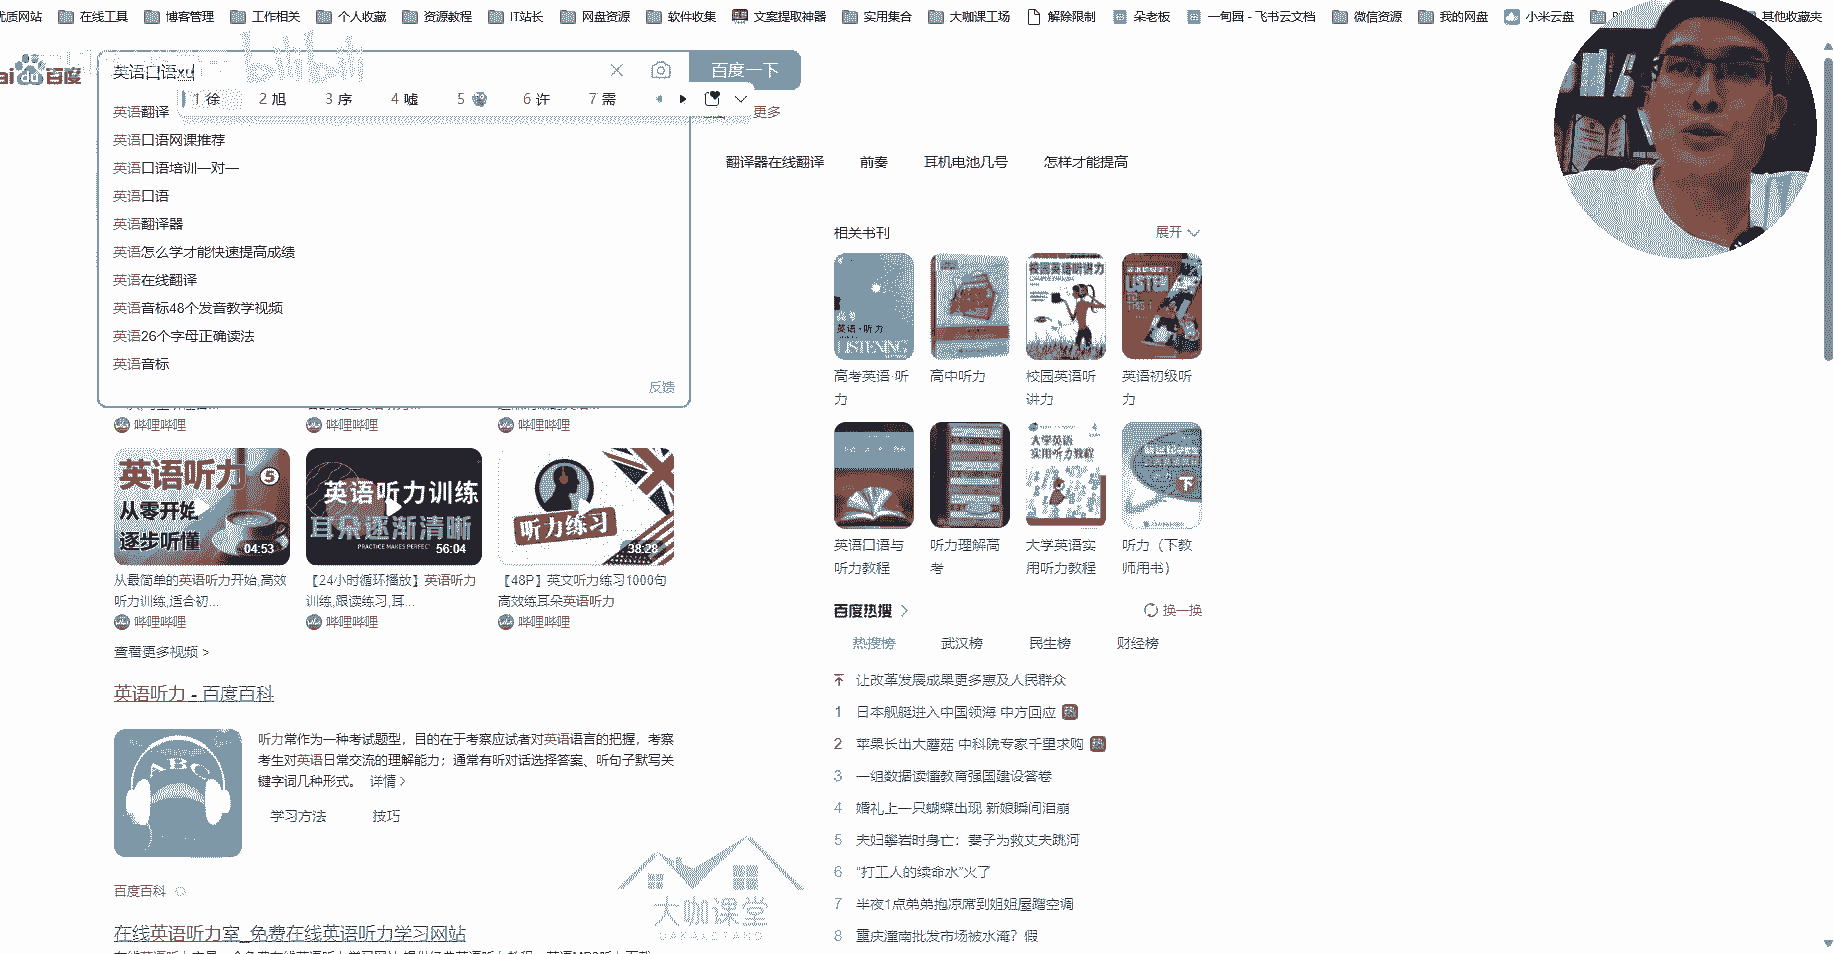 优质网站 在线工具 博客管理 工作相关 个人收藏 资源教程 IT站长 网盘资源 软件收集 文案提取神器 实用集合 大咖课工场 解除限制 朵老板 一甸园 - 飞书云文档 微信资源 我的网盘 小米云盘 其他收藏夹
bilibili
Bai du 百度 英语口语xu 百度一下
1 徐 2 旭 3 序 4 嘘 5 6 许 7 需
更多
英语翻译
英语口语网课推荐
英语口语培训一对一
英语口语
英语翻译器
英语怎么学才能快速提高成绩
英语在线翻译
英语音标48个发音教学视频
英语26个字母正确读法
英语音标
反馈
翻译器在线翻译 前奏 耳机电池几号 怎样才能提高
哔哩哔哩 哔哩哔哩 哔哩哔哩
英语听力 5
从零开始
逐步听懂
04:53
英语听力训练
耳朵逐渐清晰
PRACTICE MAKES PERFECT
56:04
听力练习
38:28
从最简单的英语听力开始,高效
听力训练,适合初...
哔哩哔哩
【24小时循环播放】英语听力
训练,跟读练习,耳...
哔哩哔哩
【48P】英文听力练习1000句
高效练耳朵英语听力
哔哩哔哩
查看更多视频 >
英语听力 - 百度百科
ABC
听力常作为一种考试题型，目的在于考察应试者对英语语言的把握，考察
考生对英语日常交流的理解能力；通常有听对话选择答案、听句子默写关
键字词几种形式。 详情 >
学习方法 技巧
百度百科
在线英语听力室_免费在线英语听力学习网站
相关书刊 展开
英语·听力
LISTENING
校园英语听讲力
LISTEN
高考英语·听
力
高中听力
校园英语听
讲力
英语初级听
力
大学英语
实用听力教程
下
英语口语与
听力教程
听力理解高
考
大学英语实
用听力教程
听力（下教
师用书）
百度热搜 > 换一换
热搜榜 武汉榜 民生榜 财经榜
让改革发展成果更多惠及人民群众
1 日本舰艇进入中国领海 中方回应 热
2 苹果长出大蘑菇 中科院专家千里求购 热
3 一组数据读懂教育强国建设答卷
4 婚礼上一只蝴蝶出现 新娘瞬间泪崩
5 夫妇攀岩时身亡：妻子为救丈夫跳河
6 “打工人的续命水”火了
7 半夜1点弟弟抱凉席到姐姐屋蹭空调
8 重庆潼南批发市场被水淹？假
大咖课堂
DAKAKETANG